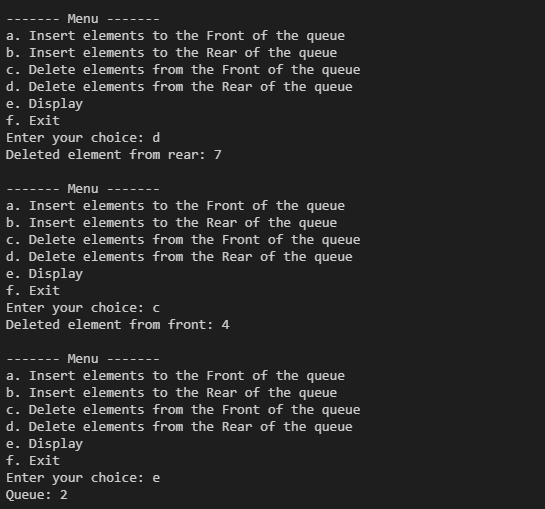 ------- Menu -------
a. Insert elements to the Front of the queue
b. Insert elements to the Rear of the queue
c. Delete elements from the Front of the queue
d. Delete elements from the Rear of the queue
e. Display
f. Exit
Enter your choice: d
Deleted element from rear: 7

------- Menu -------
a. Insert elements to the Front of the queue
b. Insert elements to the Rear of the queue
c. Delete elements from the Front of the queue
d. Delete elements from the Rear of the queue
e. Display
f. Exit
Enter your choice: c
Deleted element from front: 4

------- Menu -------
a. Insert elements to the Front of the queue
b. Insert elements to the Rear of the queue
c. Delete elements from the Front of the queue
d. Delete elements from the Rear of the queue
e. Display
f. Exit
Enter your choice: e
Queue: 2